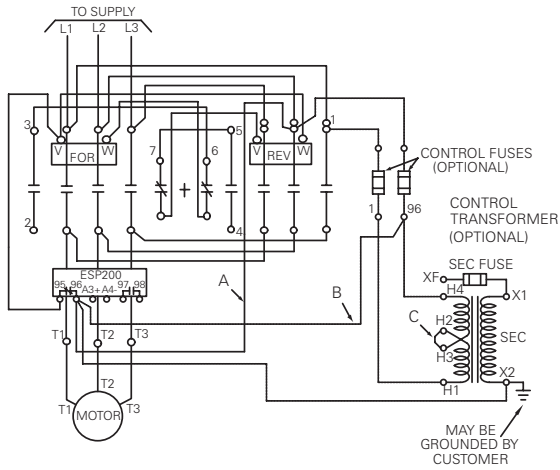 TO SUPPLY
L1 L2 L3
3 5 1
V W V W
FOR 7 6 REV
+
CONTROL FUSES
(OPTIONAL)
2 4 1 96
CONTROL
TRANSFORMER
(OPTIONAL)
SEC FUSE
ESP200
95 96 A3+ A4- 97 98
A
B
XF
H4 X1
C H2 SEC
H3
T1 T2 T3
H1 X2
T2
T1 T3
MOTOR
MAY BE
GROUNDED BY
CUSTOMER